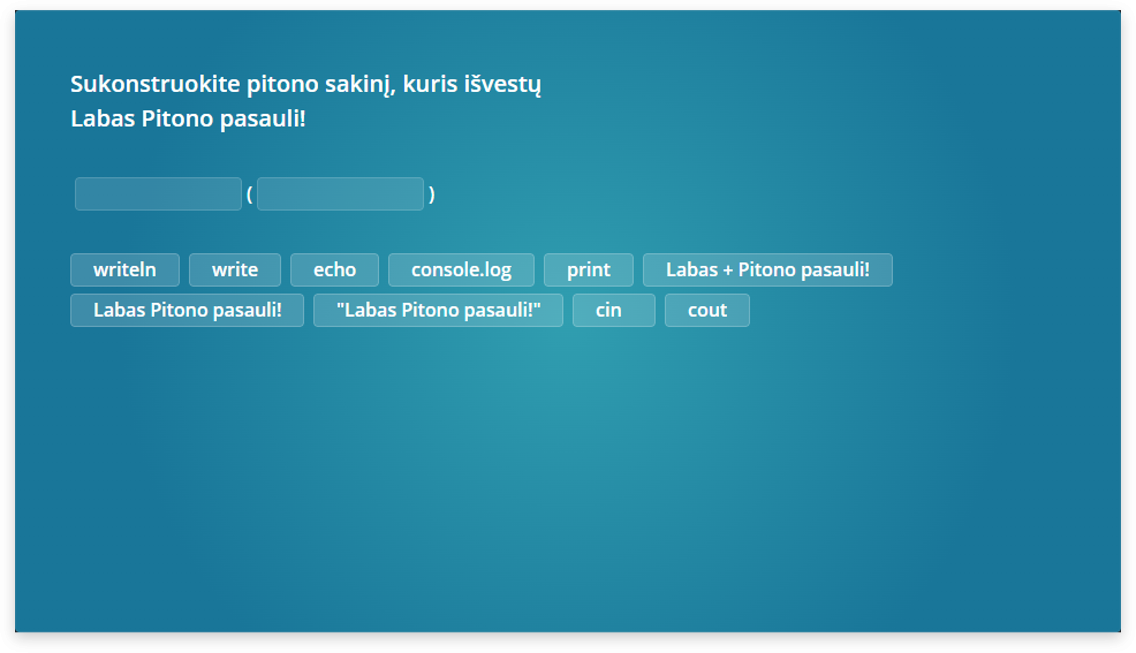 Sukonstruokite pitono sakinį, kuris išvestų
Labas Pitono pasauli!
( )
writeln write echo console.log print Labas + Pitono pasauli!
Labas Pitono pasauli! "Labas Pitono pasauli!" cin cout